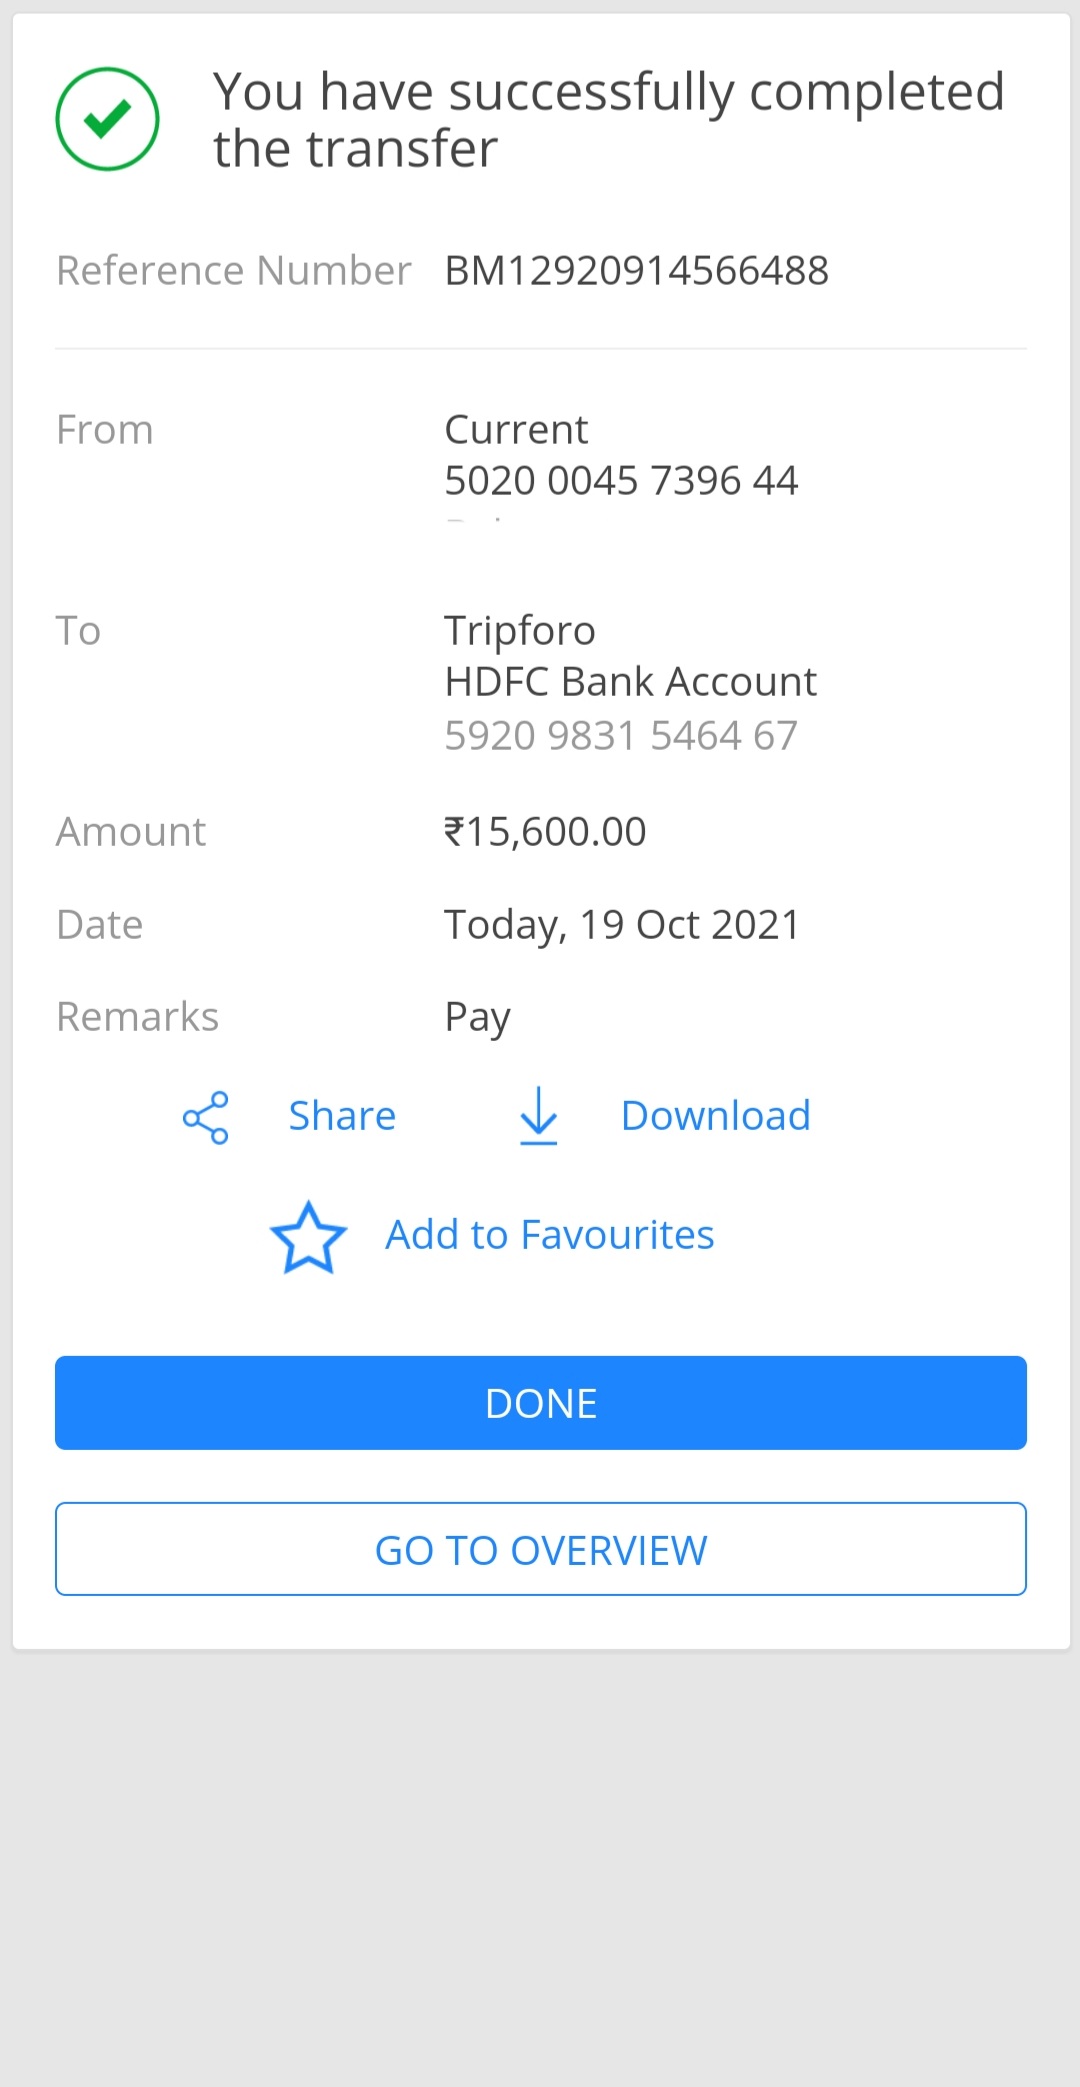 You have successfully completed
the transfer
Reference Number BM12920914566488
From Current
5020 0045 7396 44
To Tripforo
HDFC Bank Account
5920 9831 5464 67
Amount ₹15,600.00
Date Today, 19 Oct 2021
Remarks Pay
Share Download
Add to Favourites
DONE
GO TO OVERVIEW